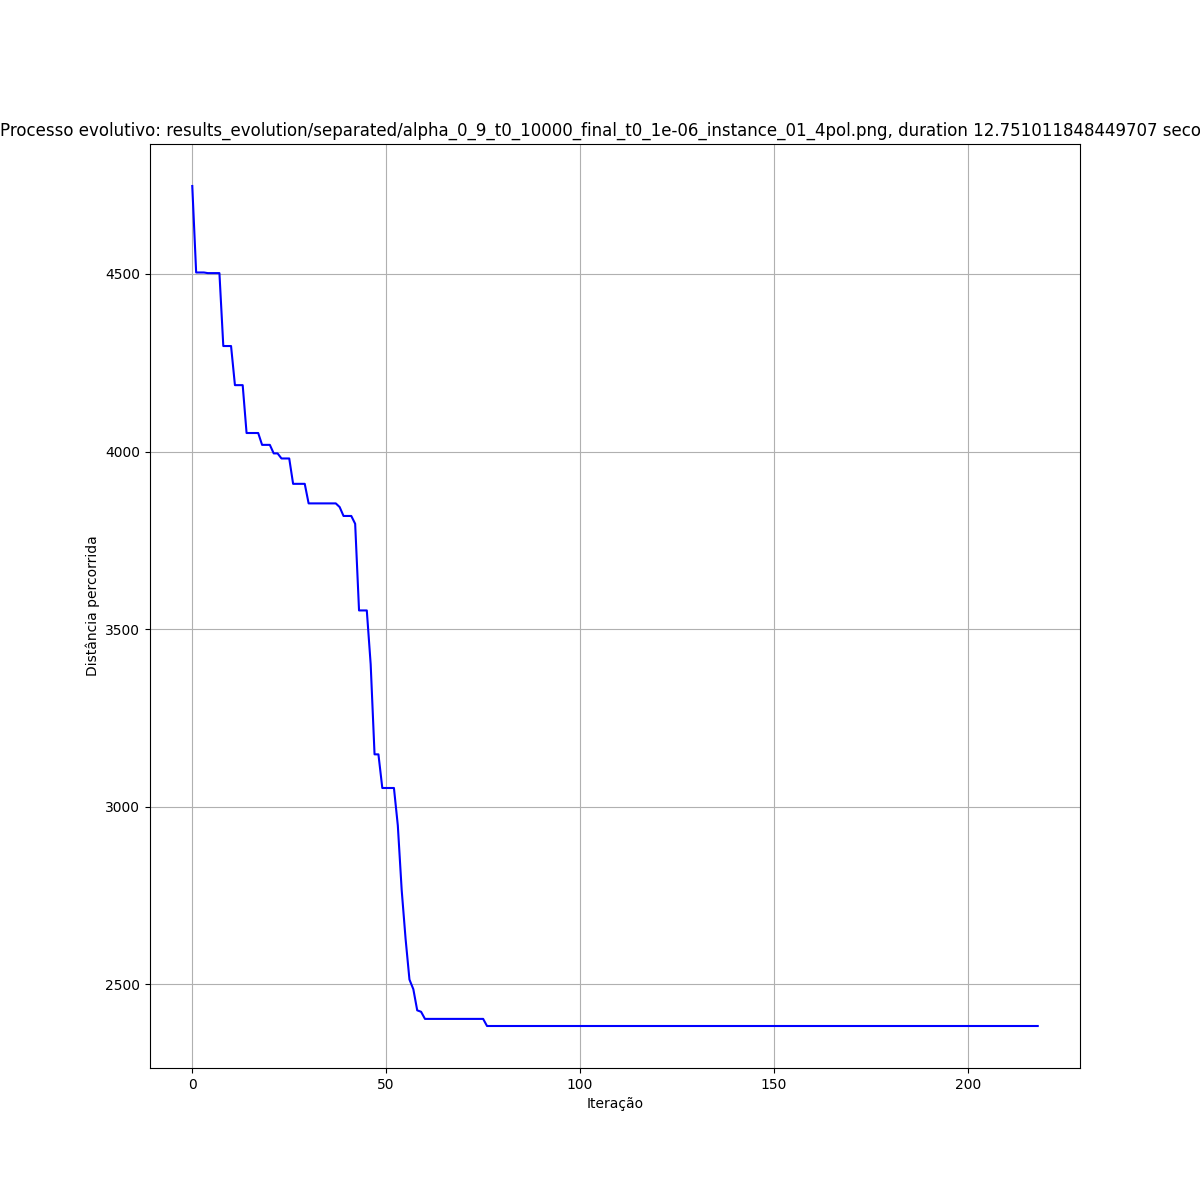 Processo evolutivo: results_evolution/separated/alpha_0_9_t0_10000_final_t0_1e-06_instance_01_4pol.png, duration 12.751011848449707 seco
4500
4000
3500
3000
2500
Distância percorrida
0 50 100 150 200
Iteração